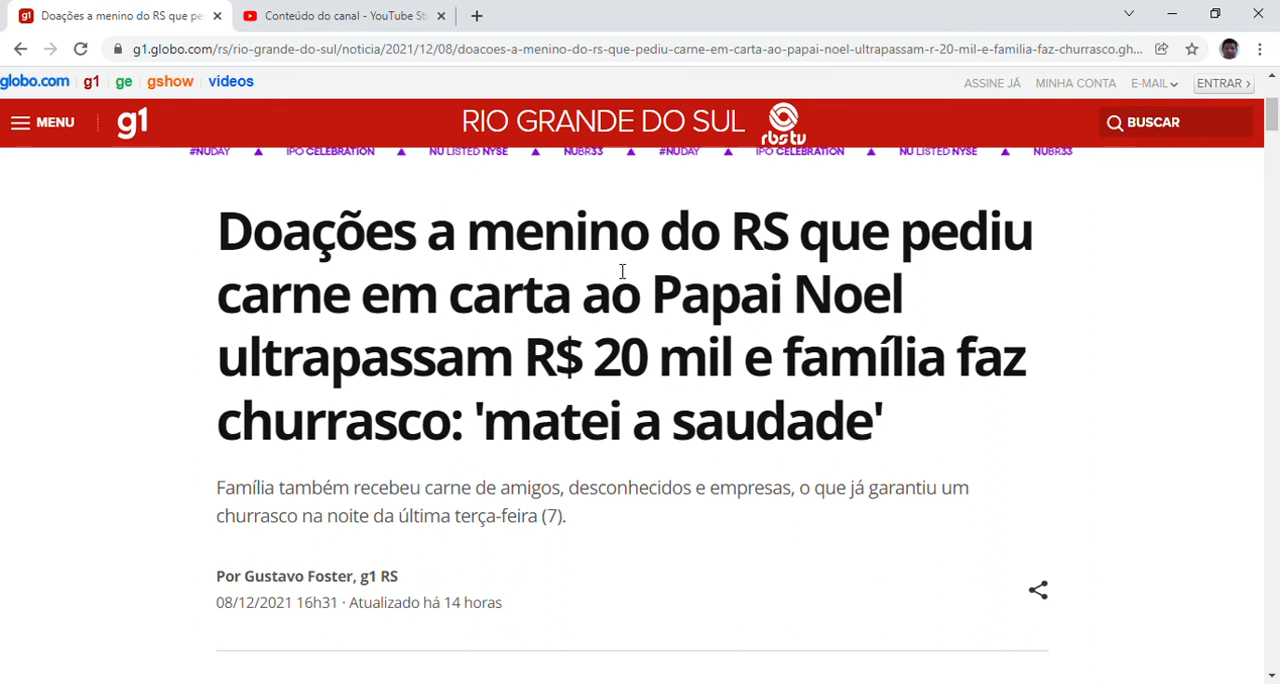 g1 Doações a menino do RS que pe
Conteúdo do canal - YouTube St
g1.globo.com/rs/rio-grande-do-sul/noticia/2021/12/08/doacoes-a-menino-do-rs-que-pediu-carne-em-carta-ao-papai-noel-ultrapassam-r-20-mil-e-familia-faz-churrasco.gh...
globo.com g1 ge gshow videos ASSINE JÁ MINHA CONTA E-MAIL ENTRAR ›
MENU g1 RIO GRANDE DO SUL rbs tv BUSCAR
#NUDAY ▲ IPO CELEBRATION ▲ NU LISTED NYSE ▲ NUBR33 ▲ #NUDAY ▲ IPO CELEBRATION ▲ NU LISTED NYSE ▲ NUBR33
Doações a menino do RS que pediu
carne em carta ao Papai Noel
ultrapassam R$ 20 mil e família faz
churrasco: 'matei a saudade'
Família também recebeu carne de amigos, desconhecidos e empresas, o que já garantiu um
churrasco na noite da última terça-feira (7).
Por Gustavo Foster, g1 RS
08/12/2021 16h31 · Atualizado há 14 horas